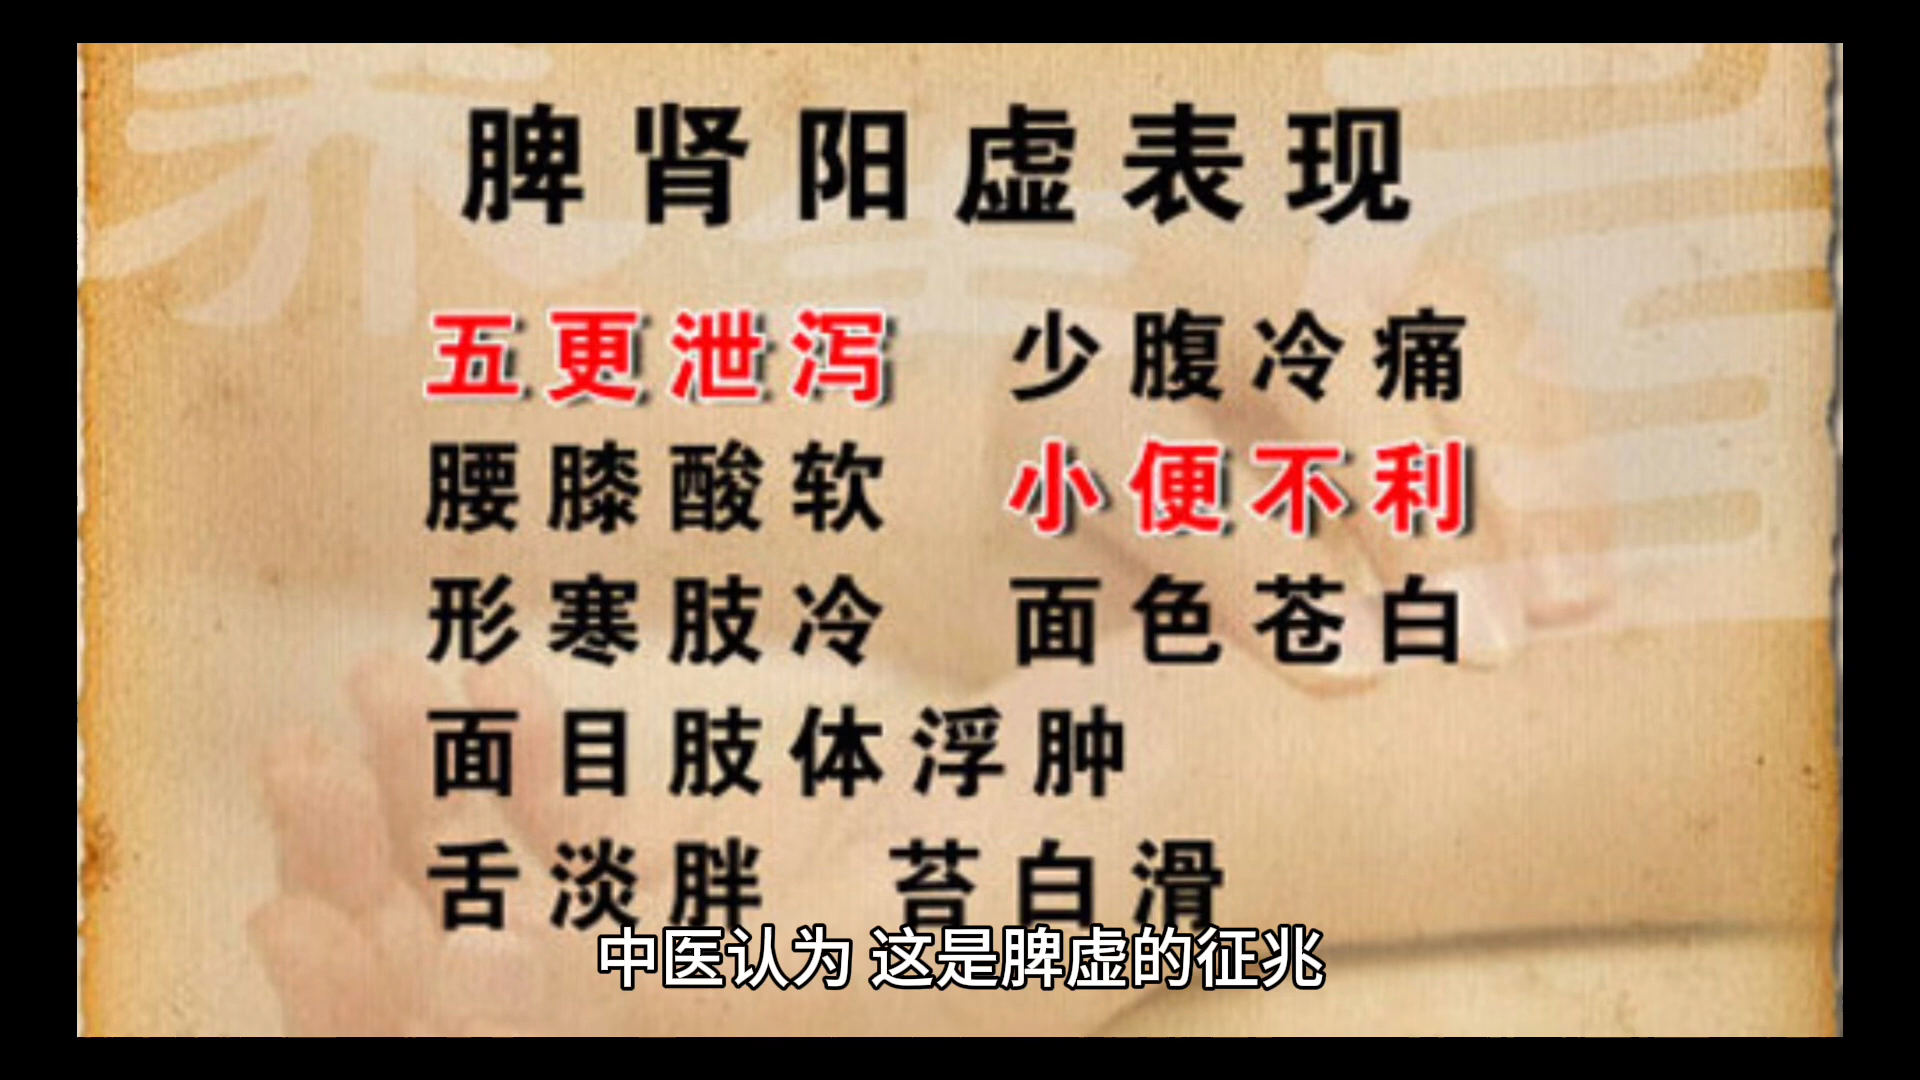 脾肾阳虚表现
五更泄泻 少腹冷痛
腰膝酸软 小便不利
形寒肢冷 面色苍白
面目肢体浮肿
舌淡胖 苔白滑
中医认为 这是脾虚的征兆